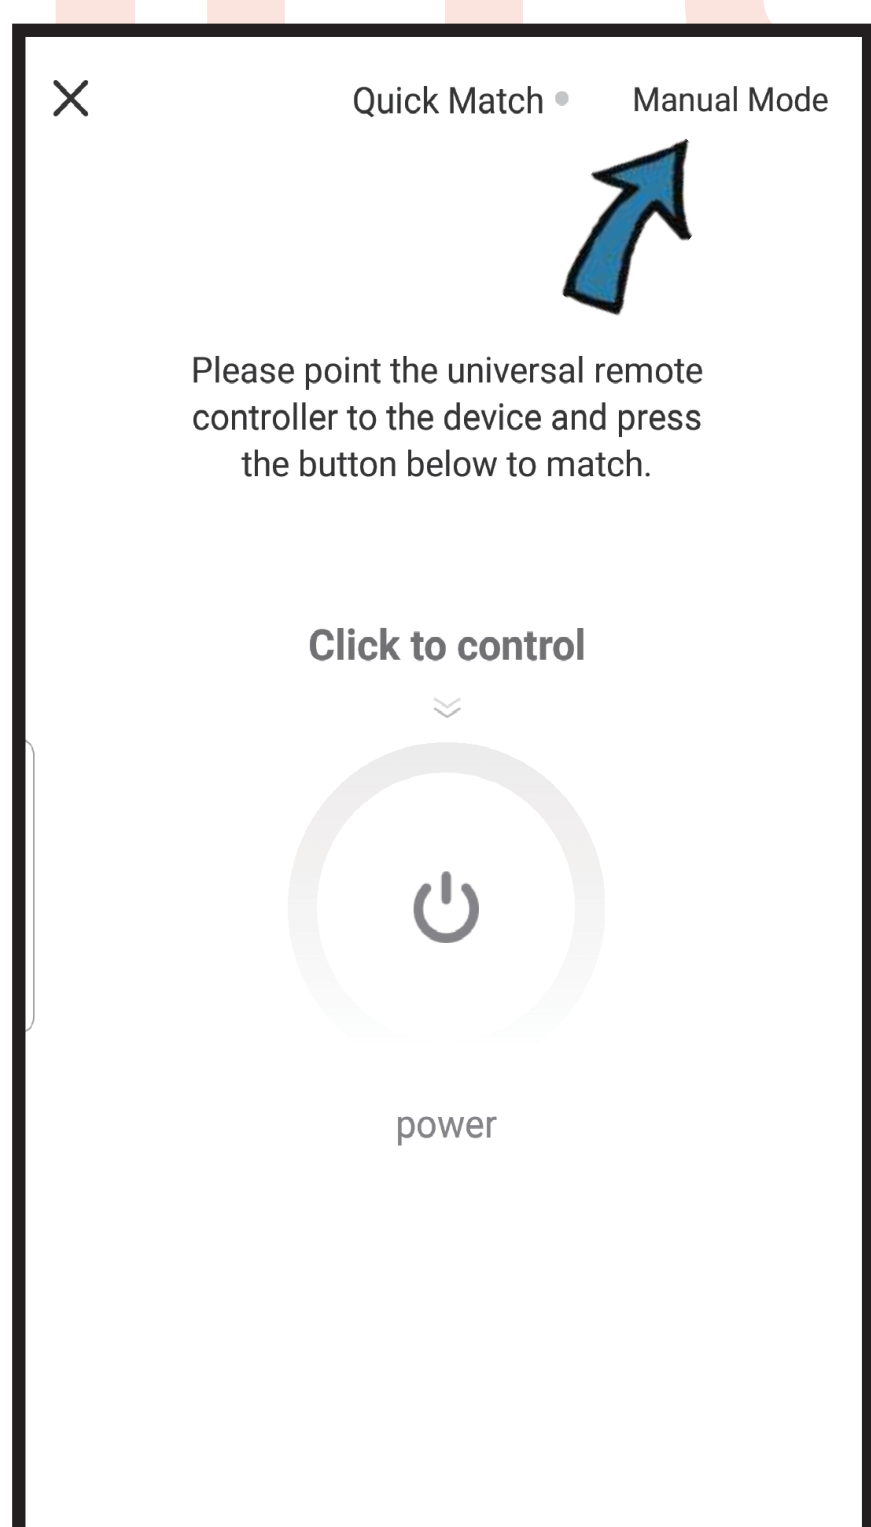 Quick Match
Manual Mode
Please point the universal remote
controller to the device and press
the button below to match.
Click to control
power